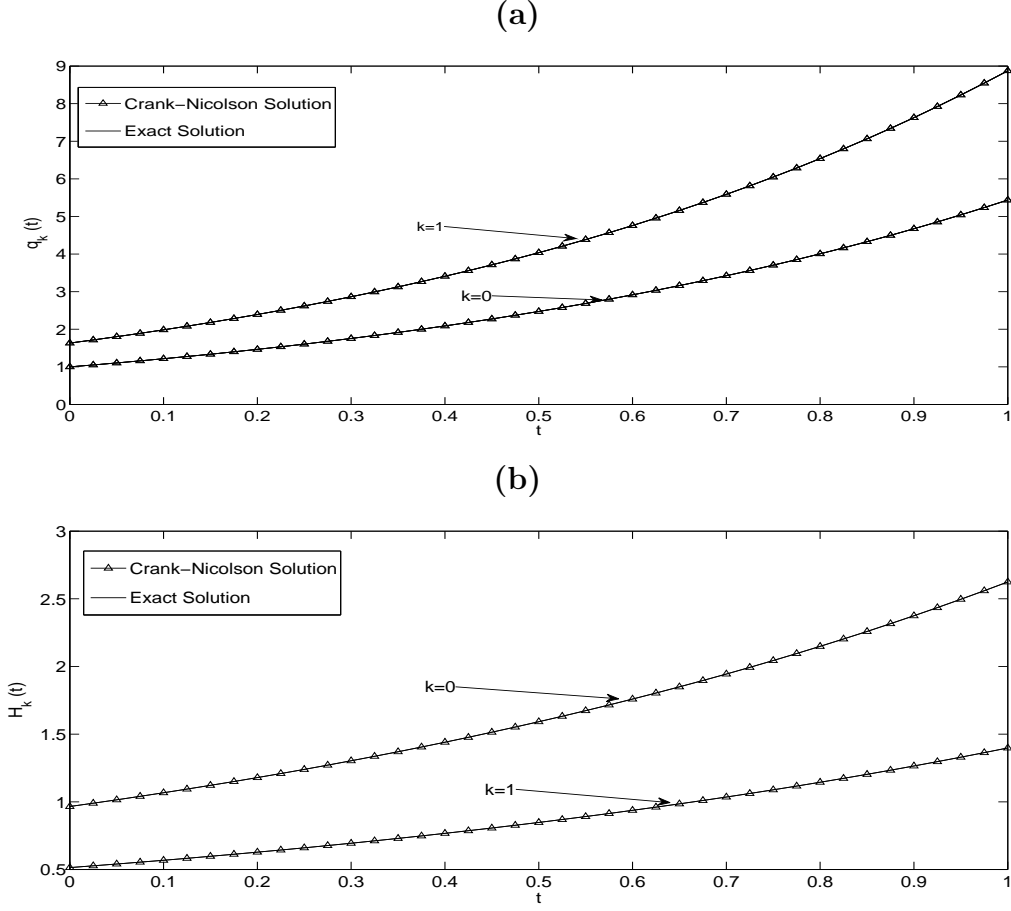 (a)
9
8
7
6
5
4
3
2
1
0
q_k (t)
Crank−Nicolson Solution
Exact Solution
k=1
k=0
0 0.1 0.2 0.3 0.4 0.5 0.6 0.7 0.8 0.9 1
t
(b)
3
2.5
2
1.5
1
0.5
H_k (t)
Crank−Nicolson Solution
Exact Solution
k=0
k=1
0 0.1 0.2 0.3 0.4 0.5 0.6 0.7 0.8 0.9 1
t